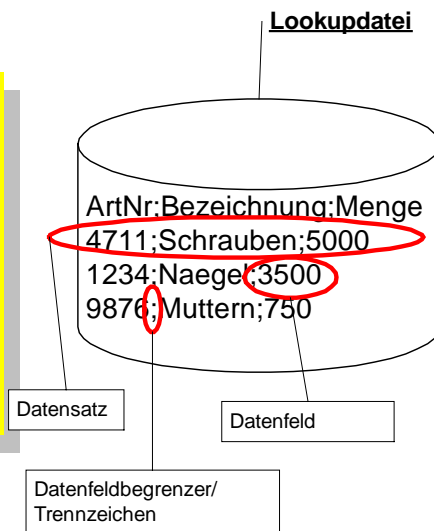 Lookupdatei
ArtNr;Bezeichnung;Menge
4711;Schrauben;5000
1234;Naegel;3500
9876;Muttern;750
Datensatz
Datenfeld
Datenfeldbegrenzer/
Trennzeichen